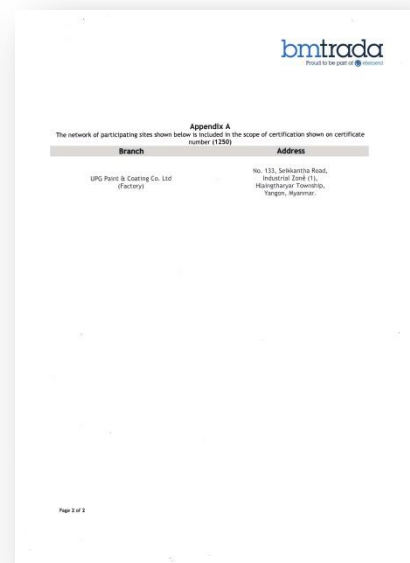 bmtrada
Proud to be part of element
Appendix A
The network of participating sites shown below is included in the scope of certification shown on certificate
number (1250)
Branch Address
UPG Paint & Coating Co. Ltd
(Factory)
No. 133, Seikkantha Road,
Industrial Zone (1),
Hlaingtharyar Township,
Yangon, Myanmar.
Page 2 of 2